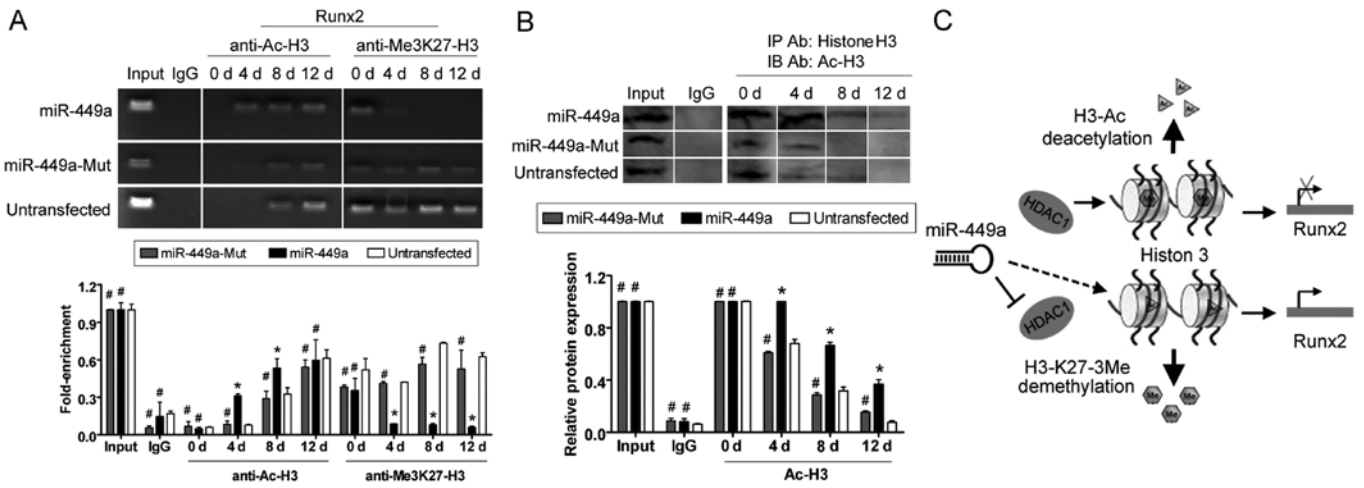 A
Runx2
anti-Ac-H3 anti-Me3K27-H3
Input IgG 0 d 4 d 8 d 12 d 0 d 4 d 8 d 12 d
miR-449a
miR-449a-Mut
Untransfected
miR-449a-Mut miR-449a Untransfected
Fold-enrichment
1.2
0.9
0.6
0.3
0.0
# # # # # # # # # * # * # # # # # * # * # *
Input IgG 0 d 4 d 8 d 12 d 0 d 4 d 8 d 12 d
anti-Ac-H3 anti-Me3K27-H3
B
IP Ab: Histone H3
IB Ab: Ac-H3
Input IgG 0 d 4 d 8 d 12 d
miR-449a
miR-449a-Mut
Untransfected
miR-449a-Mut miR-449a Untransfected
Relative protein expression
1.2
0.8
0.4
0.0
# # # # # # # * # * # *
Input IgG 0 d 4 d 8 d 12 d
Ac-H3
C
Ac Ac Ac
H3-Ac
deacetylation
HDAC1
Me Me
Runx2
miR-449a
Histon 3
HDAC1
Runx2
H3-K27-3Me
demethylation
Me Me Me